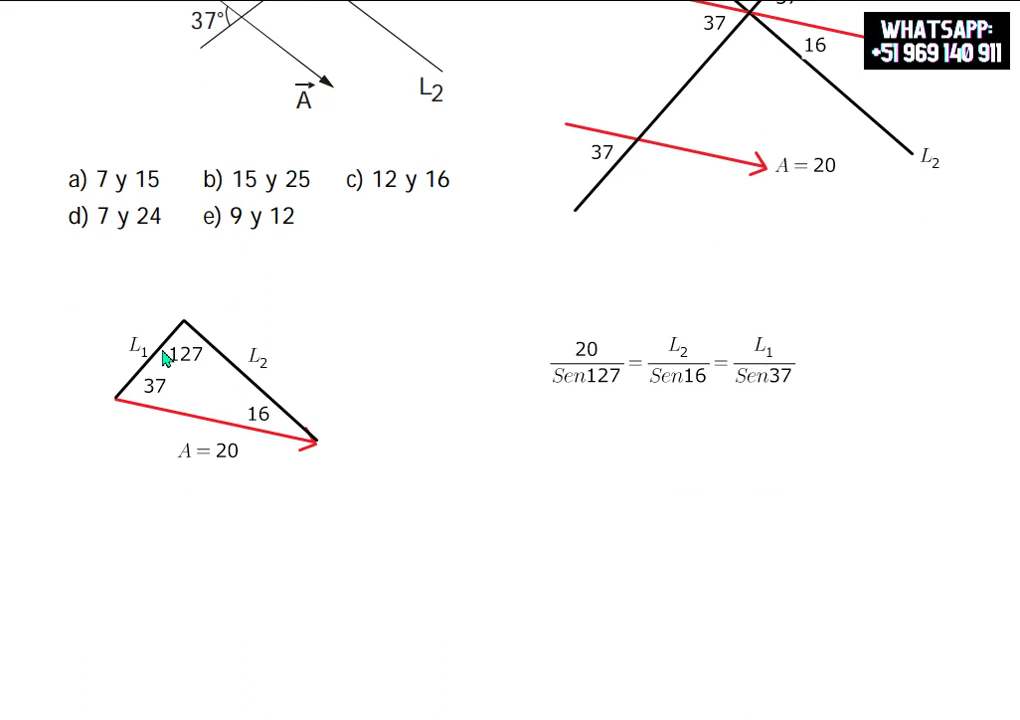 37°
A
L2
a) 7 y 15 b) 15 y 25 c) 12 y 16
d) 7 y 24 e) 9 y 12
37
16
37
A = 20
L2
WHATSAPP:
+51 969 140 911
L1
127
L2
37
16
A = 20
20/Sen127 = L2/Sen16 = L1/Sen37